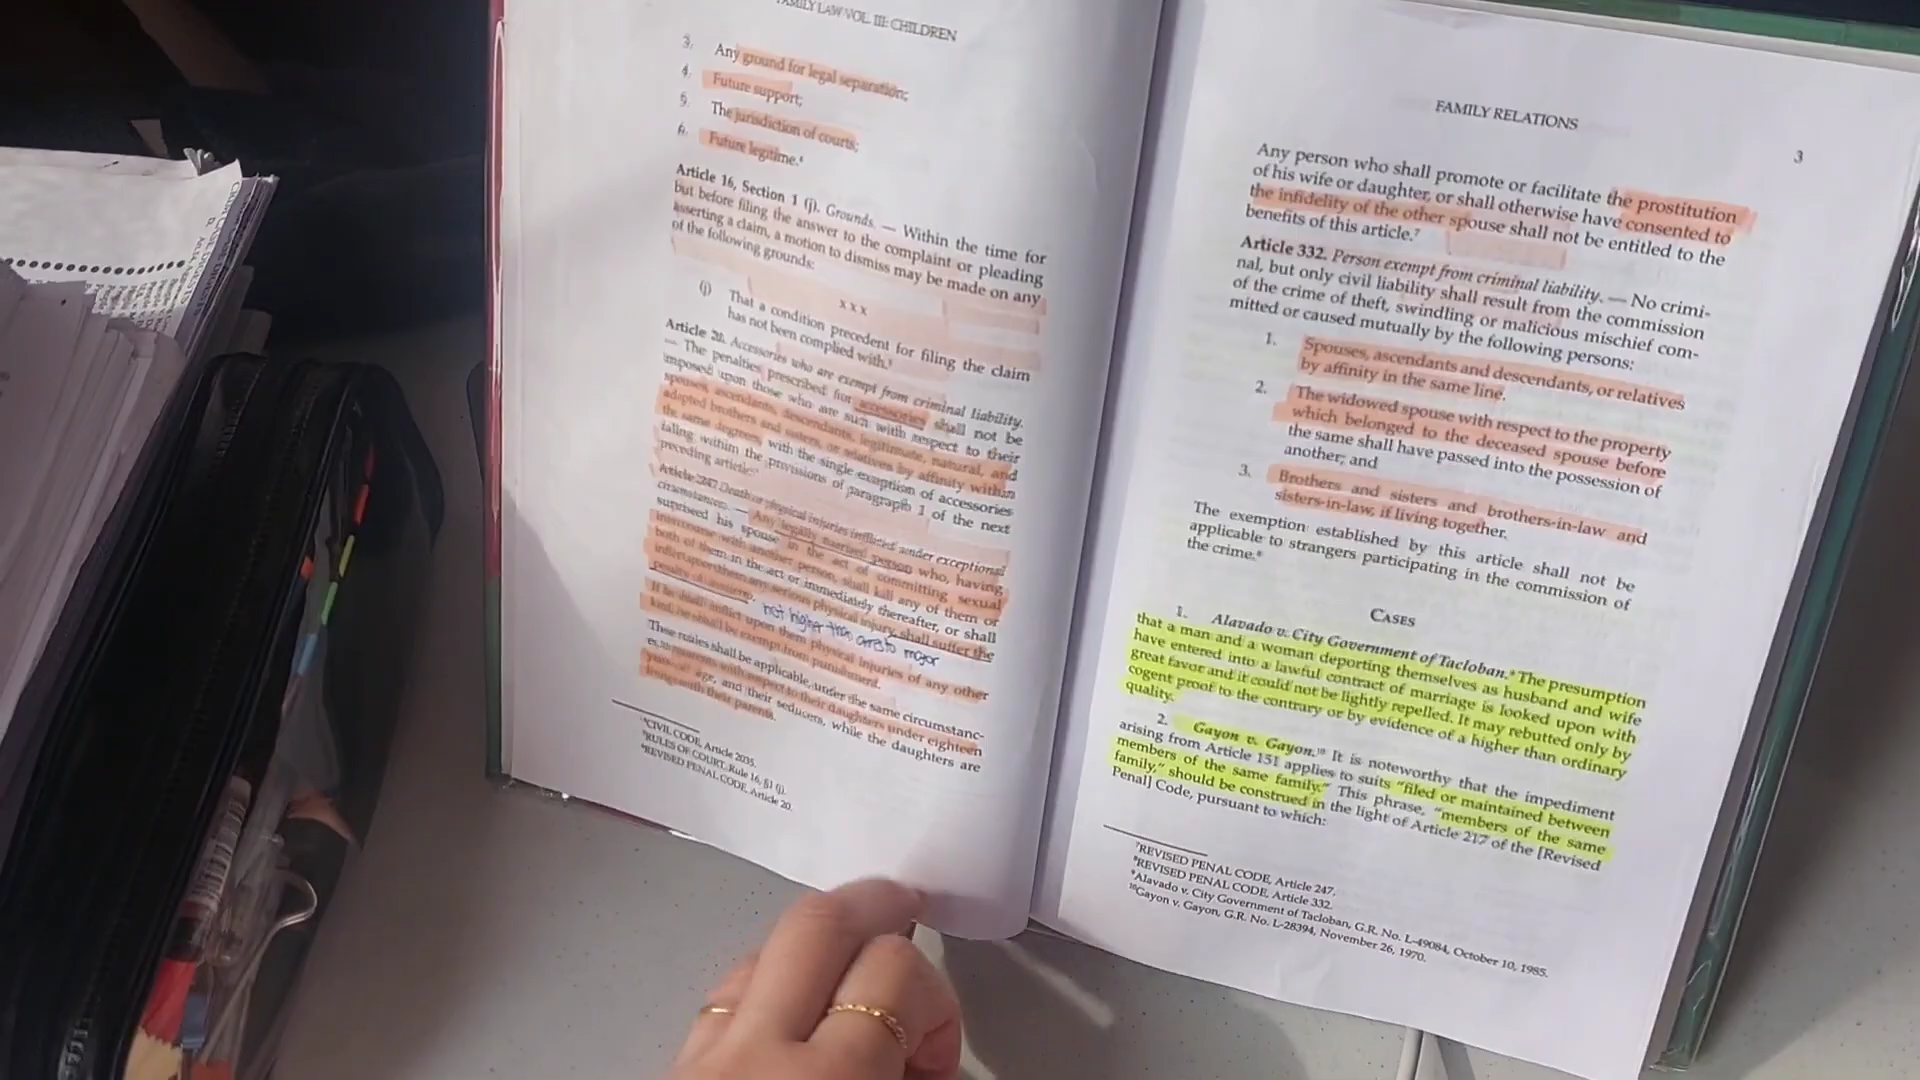 FAMILY LAW VOL. III: CHILDREN
3. Any ground for legal separation;
4. Future support;
5. The jurisdiction of courts;
6. Future legitime.⁴
Article 16, Section 1 (j). Grounds. — Within the time for
but before filing the answer to the complaint or pleading
asserting a claim, a motion to dismiss may be made on any
of the following grounds:
x x x
(j) That a condition precedent for filing the claim
has not been complied with.⁵
Article 20. Accessories who are exempt from criminal liability.
— The penalties prescribed for accessories shall not be
imposed upon those who are such with respect to their
spouses, ascendants, descendants, legitimate, natural, and
adopted brothers and sisters, or relatives by affinity within
the same degrees, with the single exception of accessories
falling within the provisions of paragraph 1 of the next
preceding article.⁶
Article 247 Death or physical injuries inflicted under exceptional
circumstances. — Any legally married person who, having
surprised his spouse in the act of committing sexual
intercourse with another person, shall kill any of them or
both of them in the act or immediately thereafter, or shall
inflict upon them any serious physical injury, shall suffer the
penalty of destierro.
not higher than arresto mayor
If he shall inflict upon them physical injuries of any other
kind, he shall be exempt from punishment.
These rules shall be applicable, under the same circumstanc-
es, to parents with respect to their daughters under eighteen
years of age, and their seducers, while the daughters are
living with their parents.
⁴CIVIL CODE, Article 2035.
⁵RULES OF COURT, Rule 16, §1 (j).
⁶REVISED PENAL CODE, Article 20.
FAMILY RELATIONS
3
Any person who shall promote or facilitate the prostitution
of his wife or daughter, or shall otherwise have consented to
the infidelity of the other spouse shall not be entitled to the
benefits of this article.⁷
Article 332. Person exempt from criminal liability. — No crimi-
nal, but only civil liability shall result from the commission
of the crime of theft, swindling or malicious mischief com-
mitted or caused mutually by the following persons:
1. Spouses, ascendants and descendants, or relatives
by affinity in the same line.
2. The widowed spouse with respect to the property
which belonged to the deceased spouse before
the same shall have passed into the possession of
another; and
3. Brothers and sisters and brothers-in-law and
sisters-in-law, if living together.
The exemption established by this article shall not be
applicable to strangers participating in the commission of
the crime.⁸
CASES
1. Alavado v. City Government of Tacloban.⁹ The presumption
that a man and a woman deporting themselves as husband and wife
have entered into a lawful contract of marriage is looked upon with
great favor and it could not be lightly repelled. It may rebutted only by
cogent proof to the contrary or by evidence of a higher than ordinary
quality.
2. Gayon v. Gayon.¹⁰ It is noteworthy that the impediment
arising from Article 151 applies to suits "filed or maintained between
members of the same family." This phrase, "members of the same
family," should be construed in the light of Article 217 of the [Revised
Penal] Code, pursuant to which:
⁷REVISED PENAL CODE, Article 247.
⁸REVISED PENAL CODE, Article 332.
⁹Alavado v. City Government of Tacloban, G.R. No. L-49084, October 10, 1985.
¹⁰Gayon v. Gayon, G.R. No. L-28394, November 26, 1970.